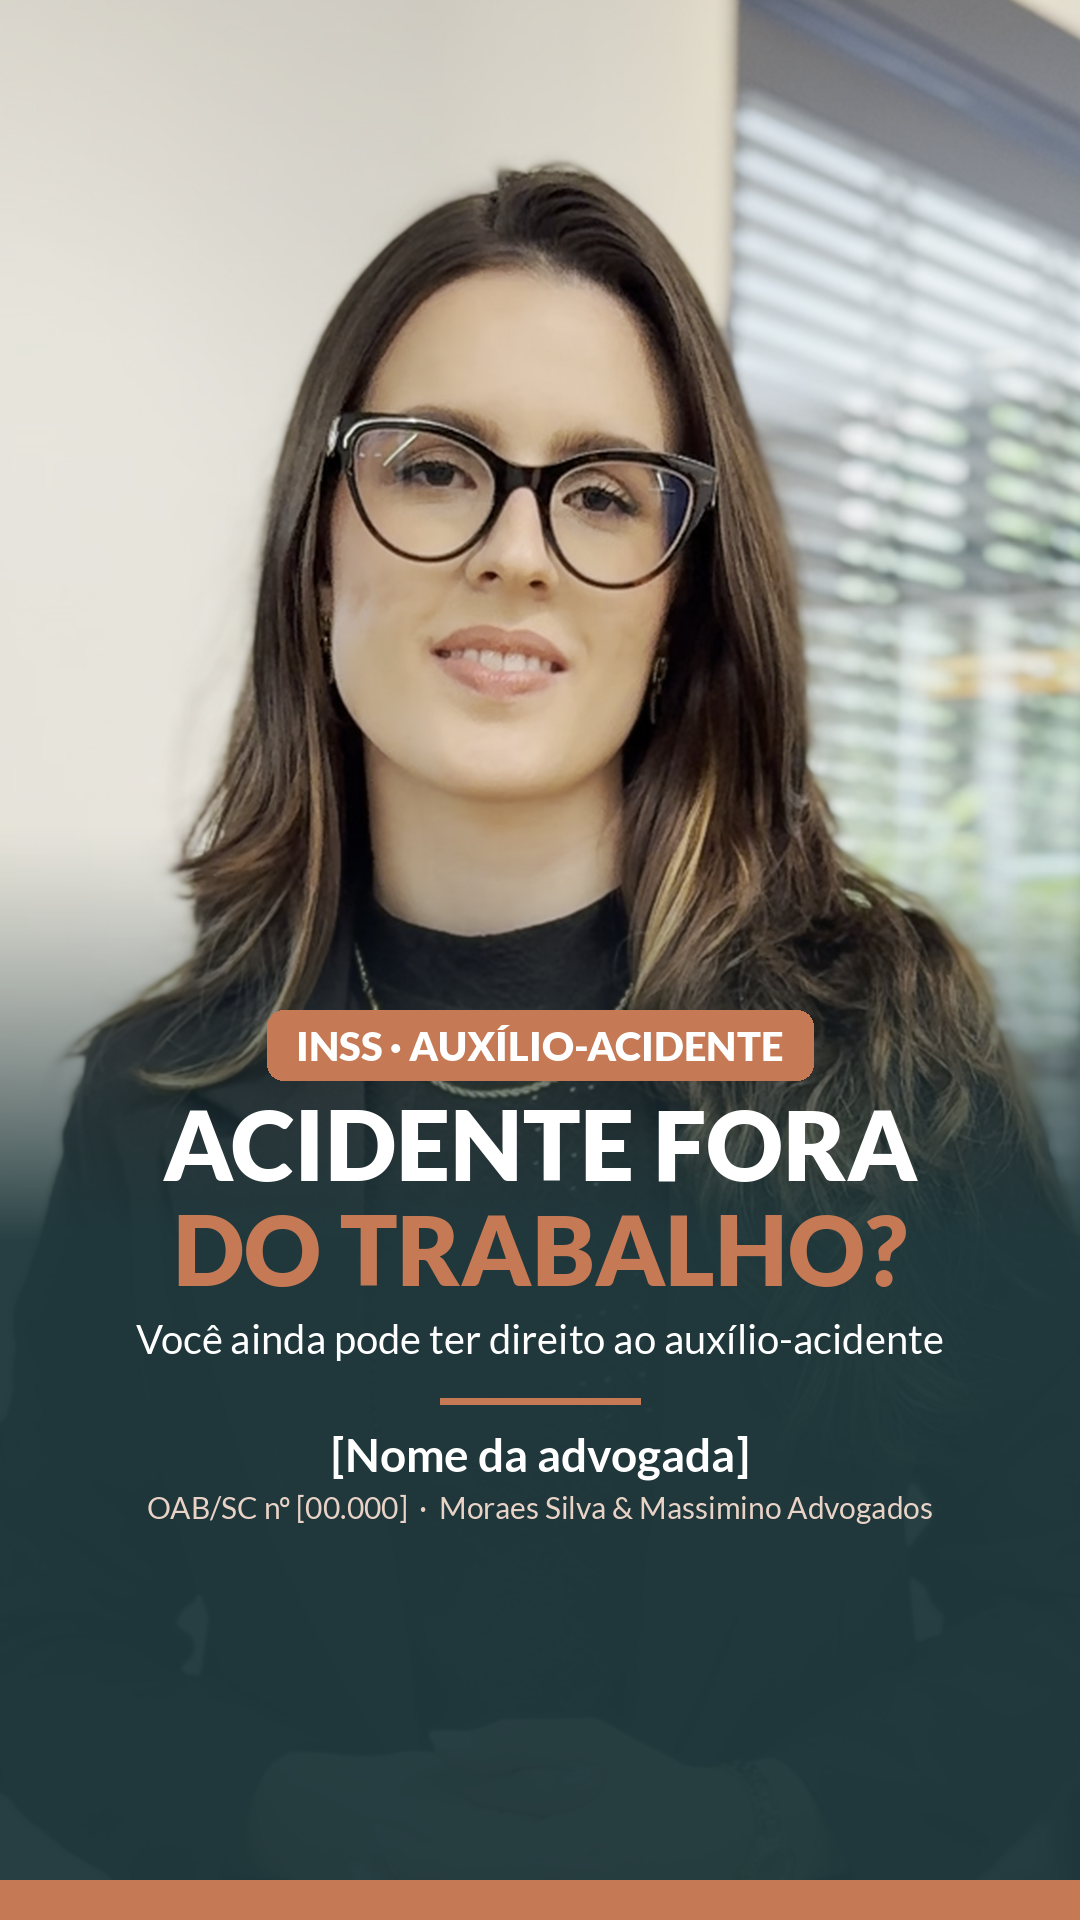 INSS · AUXÍLIO-ACIDENTE
ACIDENTE FORA
DO TRABALHO?
Você ainda pode ter direito ao auxílio-acidente
[Nome da advogada]
OAB/SC nº [00.000] · Moraes Silva & Massimino Advogados